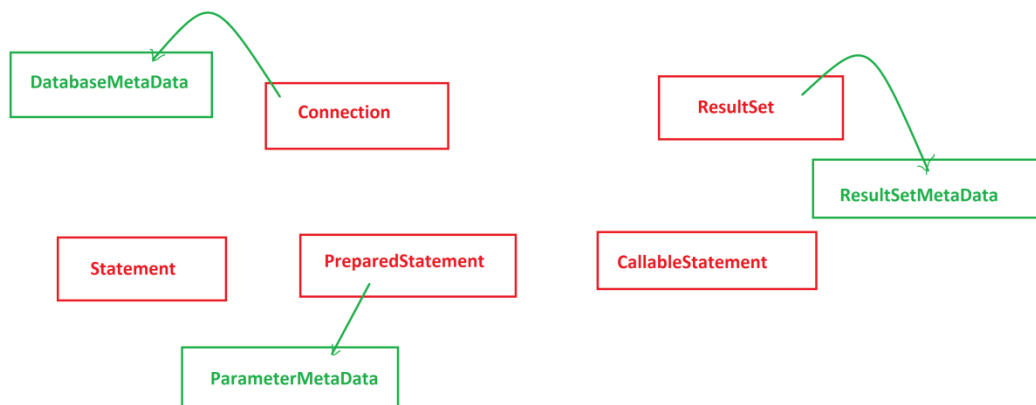 DatabaseMetaData
Connection
ResultSet
ResultSetMetaData
Statement
PreparedStatement
CallableStatement
ParameterMetaData